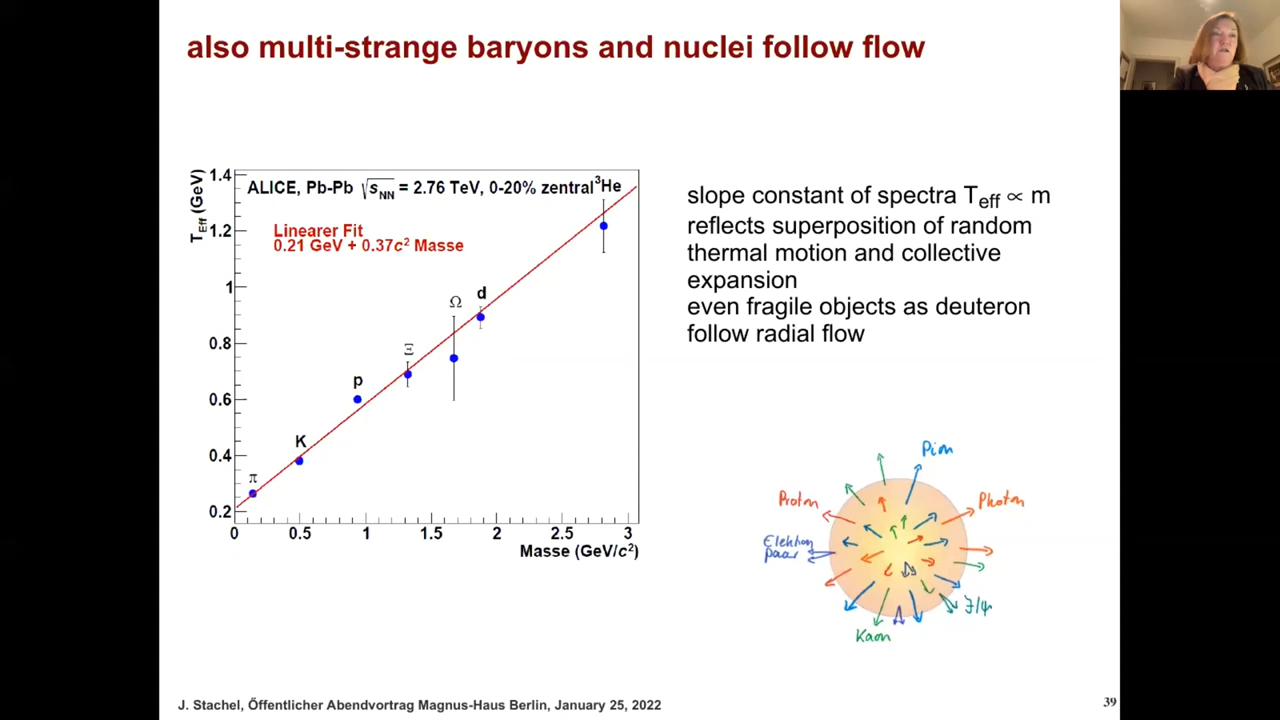 also multi-strange baryons and nuclei follow flow
ALICE, Pb-Pb √sNN = 2.76 TeV, 0-20% zentral
3He
Linearer Fit
0.21 GeV + 0.37c2 Masse
TEff (GeV)
1.4
1.2
1
0.8
0.6
0.4
0.2
π
K
p
Ξ
Ω
d
0 0.5 1 1.5 2 2.5 3
Masse (GeV/c2)
slope constant of spectra Teff ∝ m
reflects superposition of random
thermal motion and collective
expansion
even fragile objects as deuteron
follow radial flow
Pion
Proton
Photon
Elektron
paar
J/ψ
Kaon
J. Stachel, Öffentlicher Abendvortrag Magnus-Haus Berlin, January 25, 2022
39